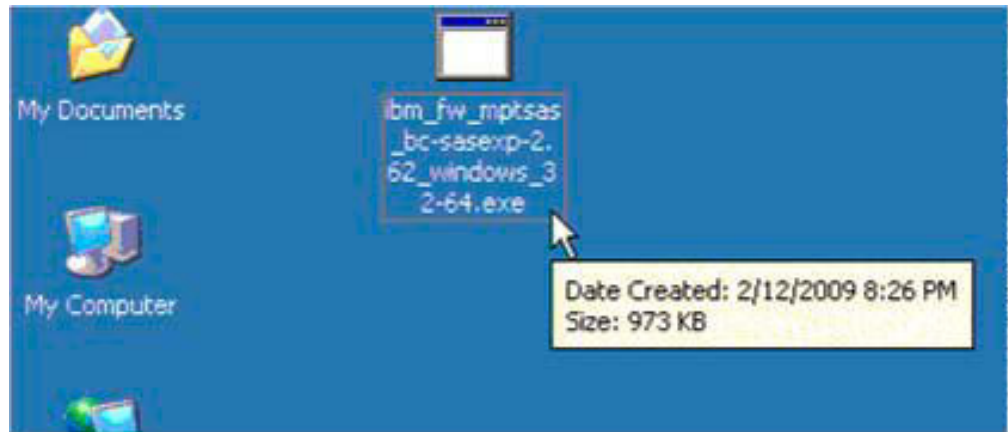 My Documents
ibm_fw_mptsas
_bc-sasexp-2.
62_windows_3
2-64.exe
My Computer
Date Created: 2/12/2009 8:26 PM
Size: 973 KB